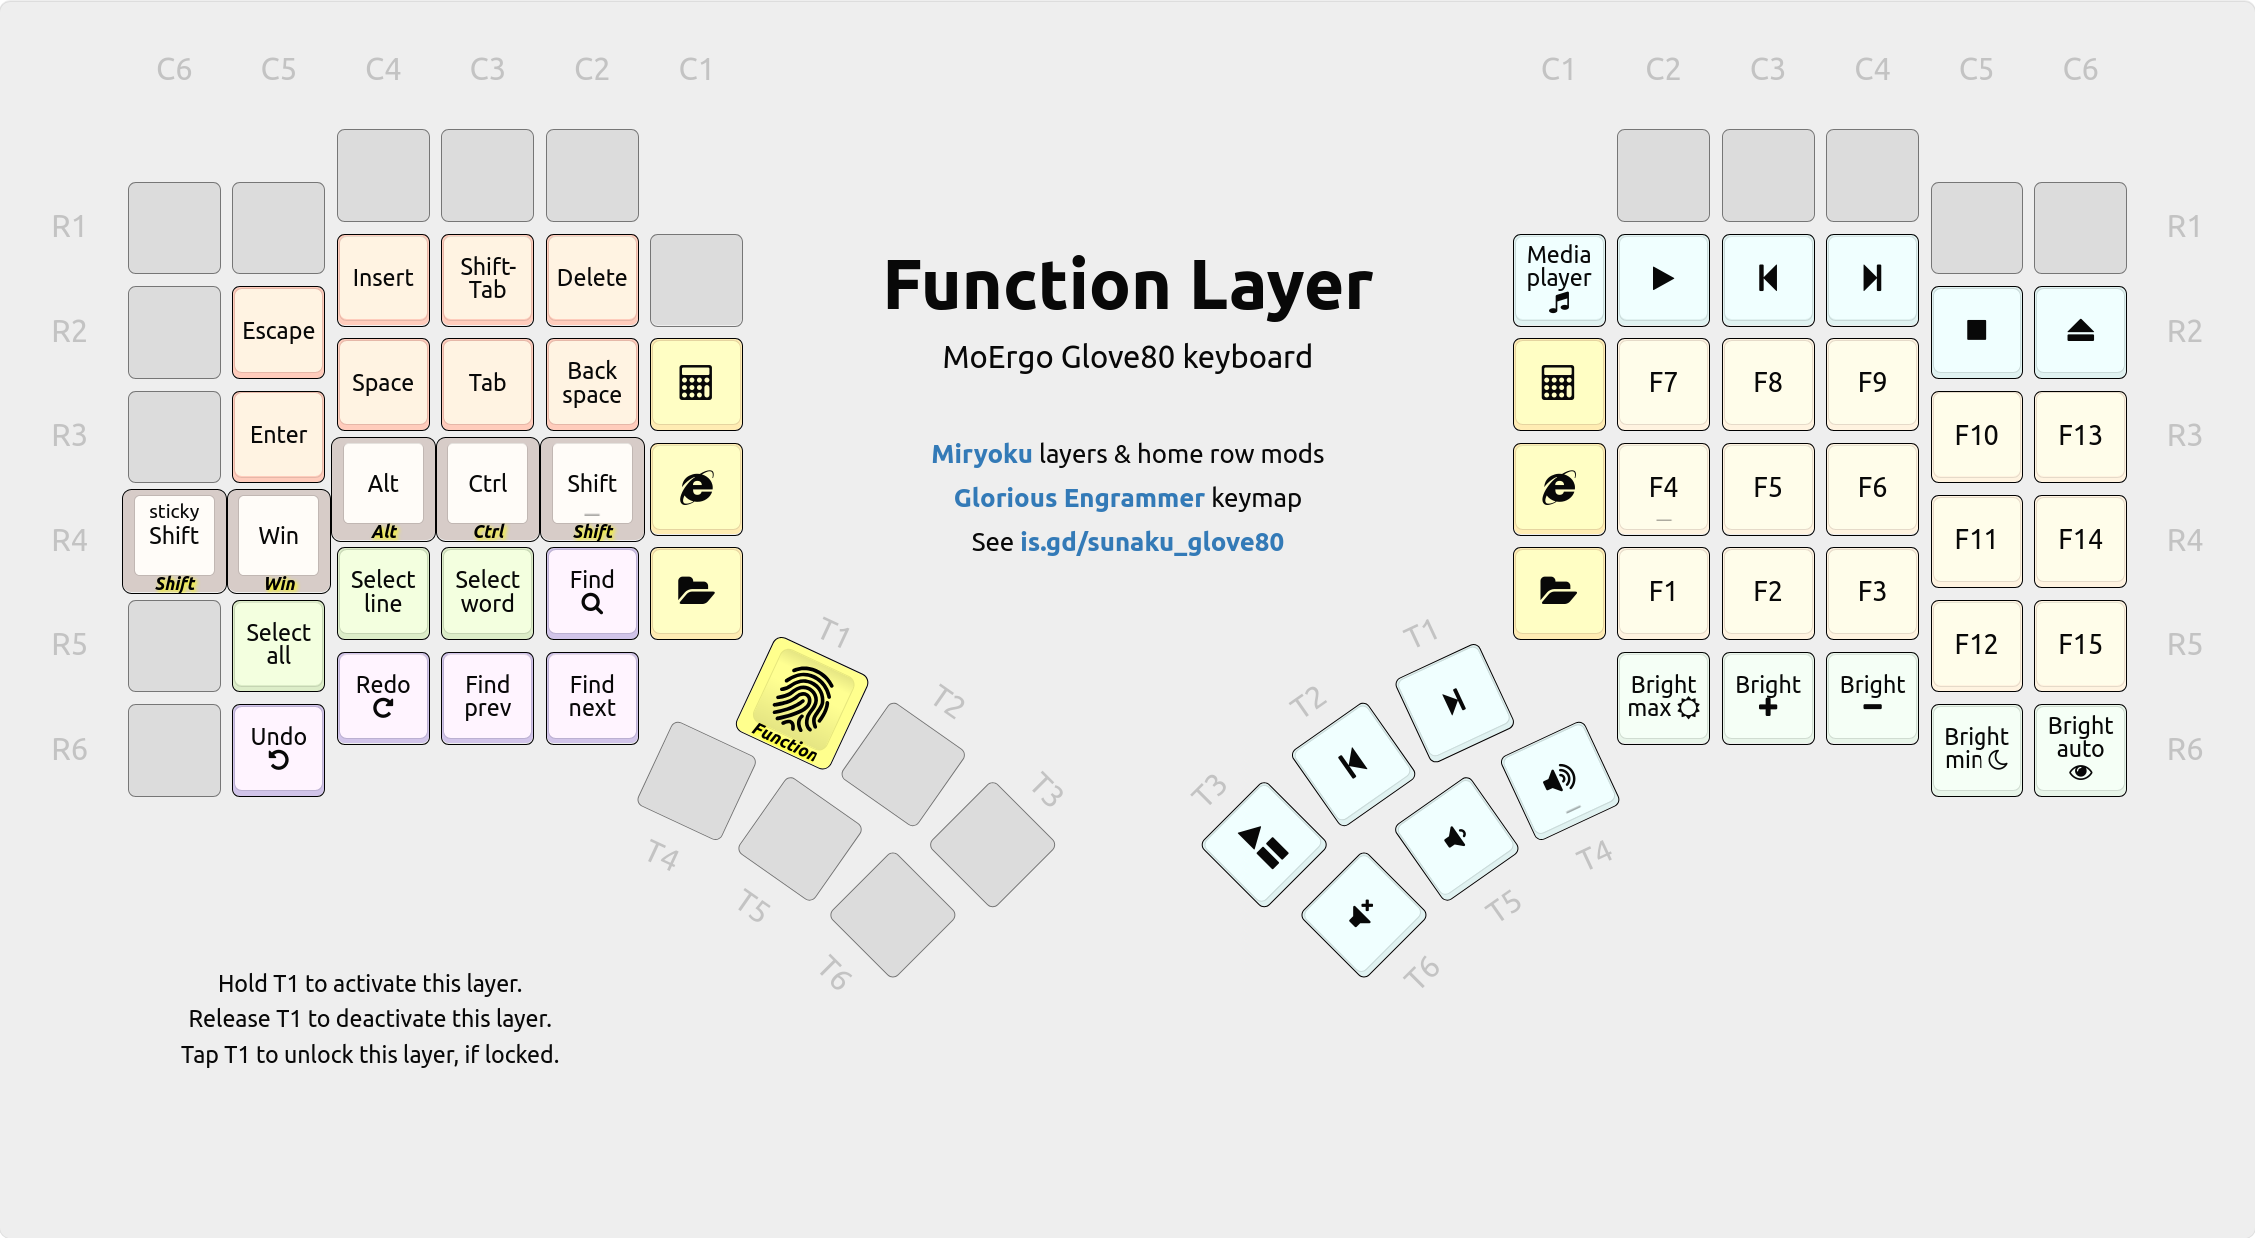 C6 C5 C4 C3 C2 C1 C1 C2 C3 C4 C5 C6
R1 R1
Insert Shift-
Tab Delete
Media
player
Function Layer
R2 Escape R2
MoErgo Glove80 keyboard
Space Tab Back
space
F7 F8 F9
R3 Enter F10 F13 R3
Miryoku layers & home row mods
Alt
Alt
Ctrl
Ctrl
Shift
_
Shift
F4
_
F5 F6
Glorious Engrammer keymap
R4 sticky
Shift
Shift
Win
Win
F11 F14 R4
See is.gd/sunaku_glove80
Select
line
Select
word
Find
F1 F2 F3
R5 Select
all
F12 F15 R5
T1 T1
Redo Find
prev
Find
next
Function
T2 T2
Bright
max
Bright
+
Bright
−
R6 Undo
Bright
min
Bright
auto
R6
T3 T3
_
T4 T4
T5 T5
T6 T6
Hold T1 to activate this layer.
Release T1 to deactivate this layer.
Tap T1 to unlock this layer, if locked.